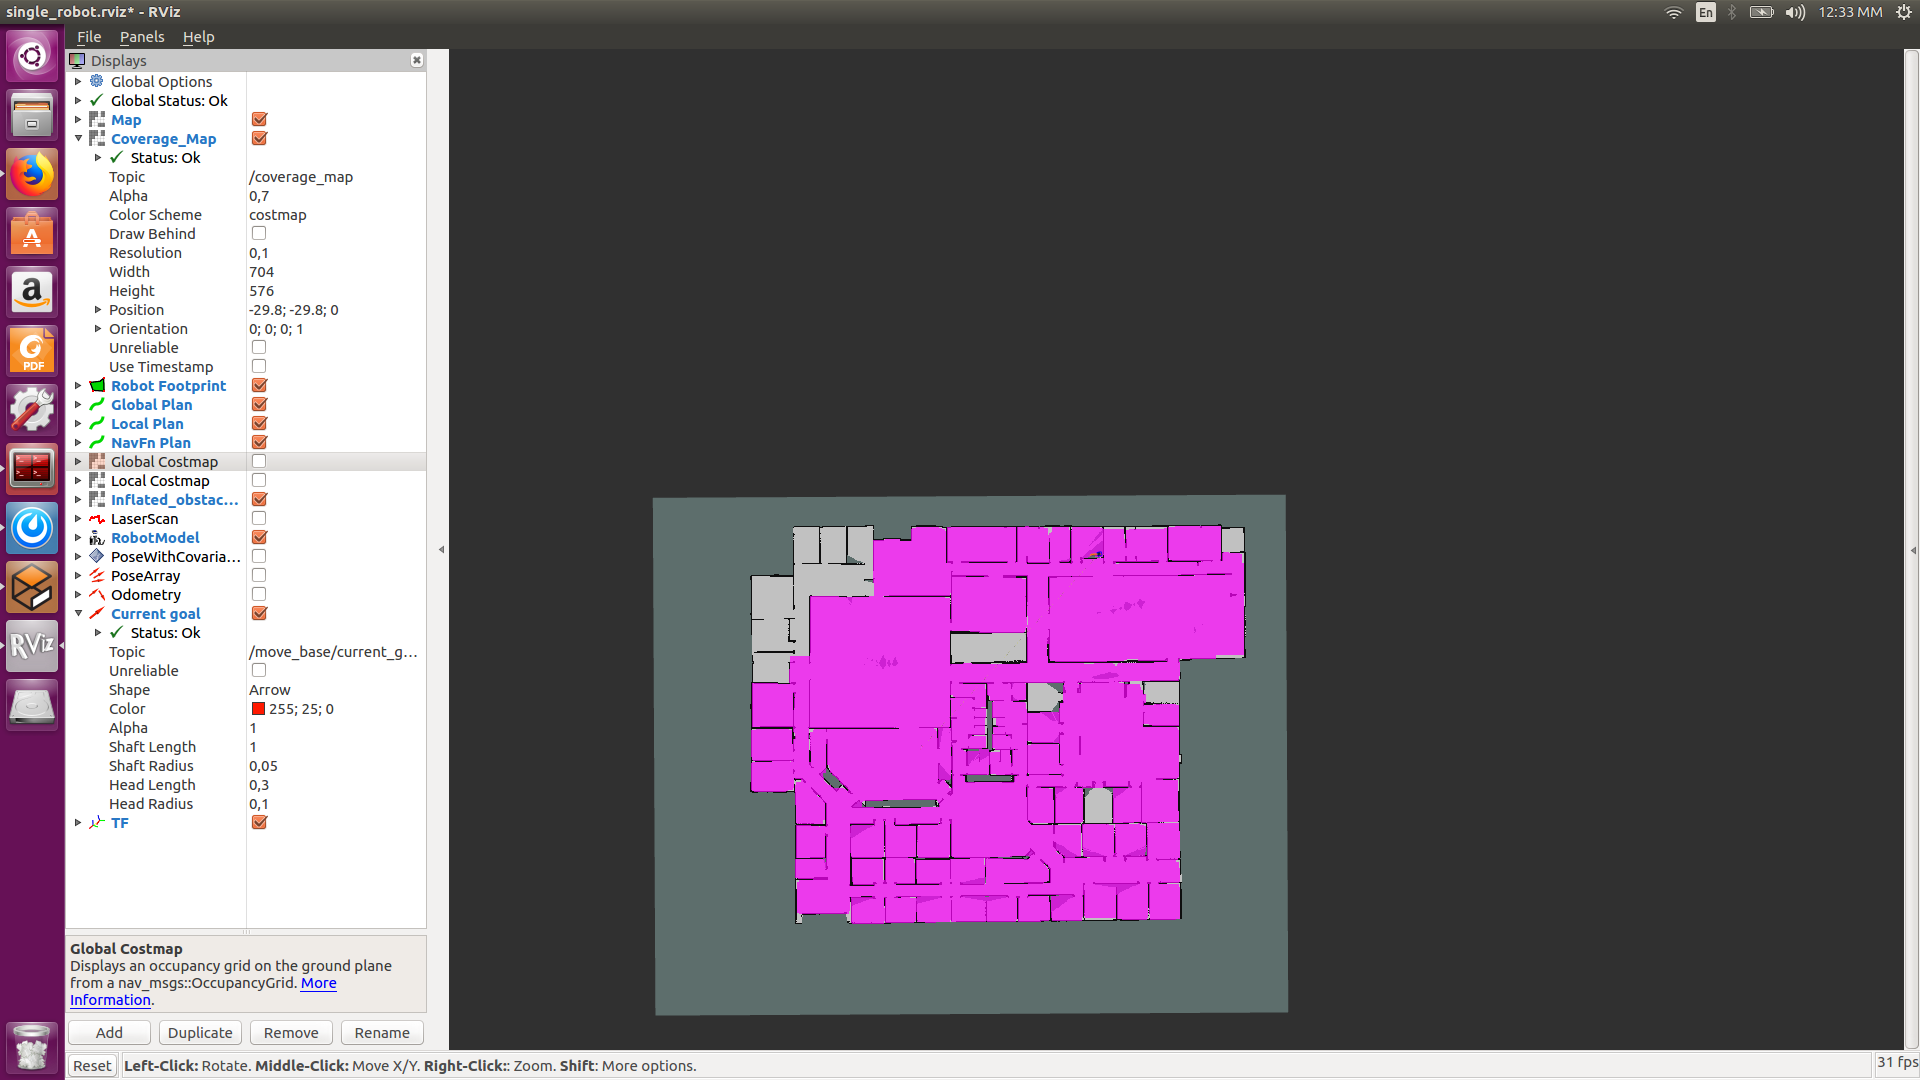 single_robot.rviz* - RViz
En
12:33 MM
File Panels Help
Displays
Global Options
Global Status: Ok
Map
Coverage_Map
Status: Ok
Topic /coverage_map
Alpha 0,7
Color Scheme costmap
Draw Behind
Resolution 0,1
Width 704
Height 576
Position -29.8; -29.8; 0
Orientation 0; 0; 0; 1
Unreliable
Use Timestamp
Robot Footprint
Global Plan
Local Plan
NavFn Plan
Global Costmap
Local Costmap
Inflated_obstac...
LaserScan
RobotModel
PoseWithCovaria...
PoseArray
Odometry
Current goal
Status: Ok
Topic /move_base/current_g...
Unreliable
Shape Arrow
Color 255; 25; 0
Alpha 1
Shaft Length 1
Shaft Radius 0,05
Head Length 0,3
Head Radius 0,1
TF
Global Costmap
Displays an occupancy grid on the ground plane
from a nav_msgs::OccupancyGrid. More
Information.
Add Duplicate Remove Rename
Reset Left-Click: Rotate. Middle-Click: Move X/Y. Right-Click:: Zoom. Shift: More options. 31 fps
A
a
PDF
RViz